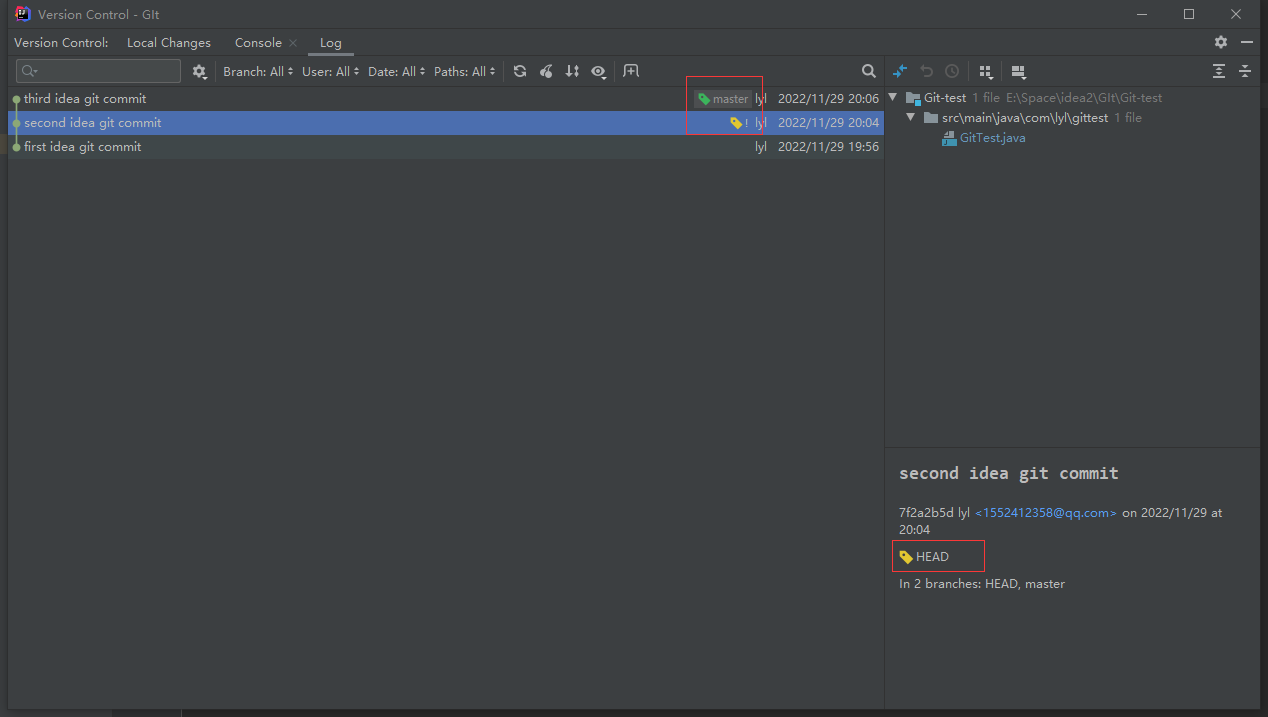 Version Control - GIt
Version Control: Local Changes Console Log
Branch: All User: All Date: All Paths: All
third idea git commit master lyl 2022/11/29 20:06
second idea git commit ! lyl 2022/11/29 20:04
first idea git commit lyl 2022/11/29 19:56
Git-test 1 file E:\Space\idea2\GIt\Git-test
src\main\java\com\lyl\gittest 1 file
GitTest.java
second idea git commit
7f2a2b5d lyl <1552412358@qq.com> on 2022/11/29 at
20:04
HEAD
In 2 branches: HEAD, master